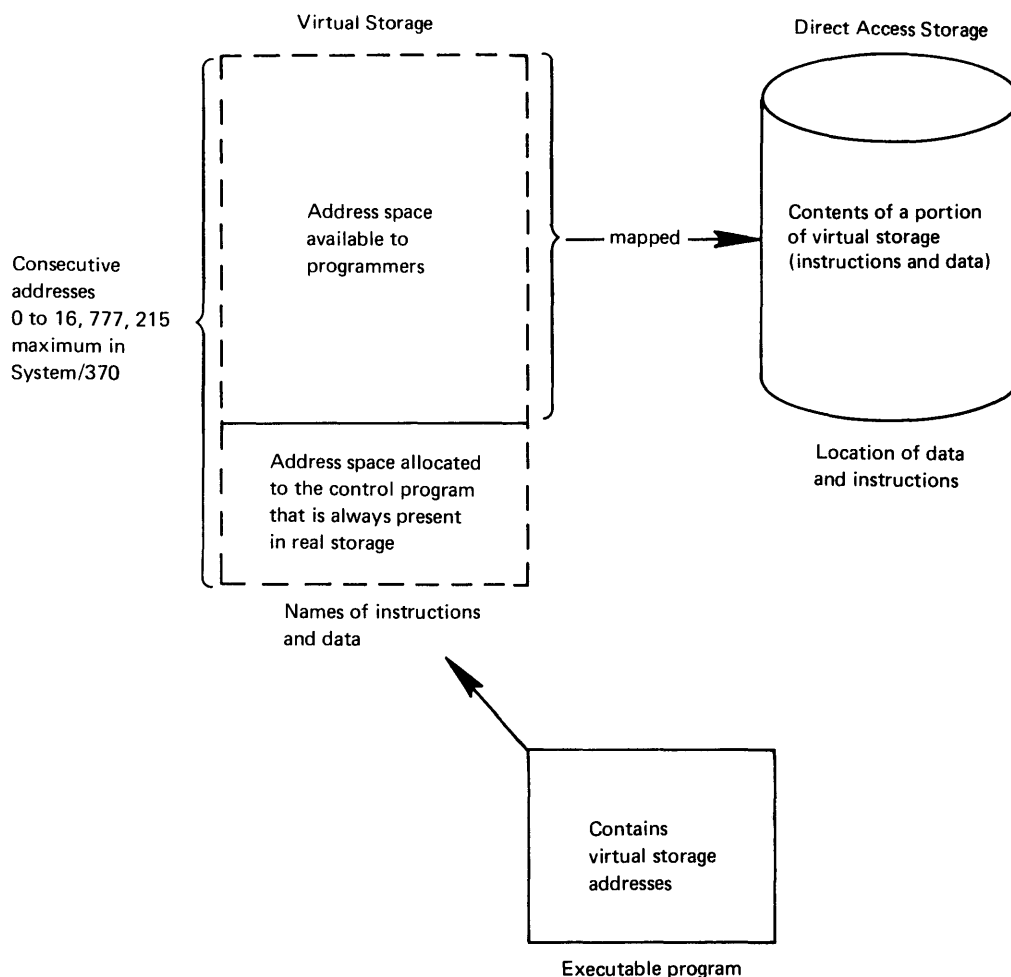 Virtual Storage
Direct Access Storage
Address space
available to
programmers
mapped
Contents of a portion
of virtual storage
(instructions and data)
Consecutive
addresses
0 to 16, 777, 215
maximum in
System/370
Address space allocated
to the control program
that is always present
in real storage
Location of data
and instructions
Names of instructions
and data
Contains
virtual storage
addresses
Executable program